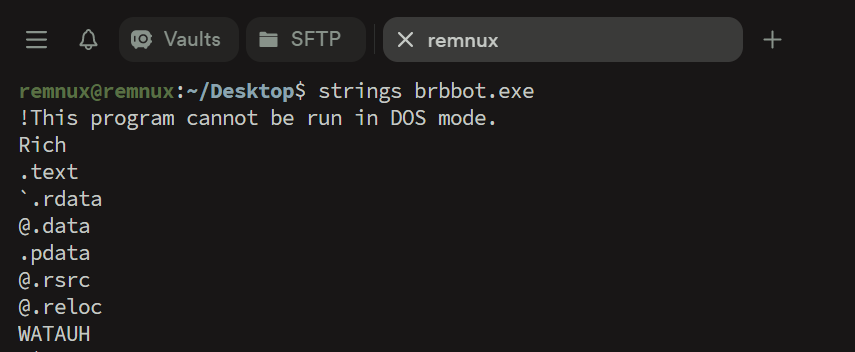 Vaults SFTP remnux
remnux@remnux:~/Desktop$ strings brbbot.exe
!This program cannot be run in DOS mode.
Rich
.text
`.rdata
@.data
.pdata
@.rsrc
@.reloc
WATAUH